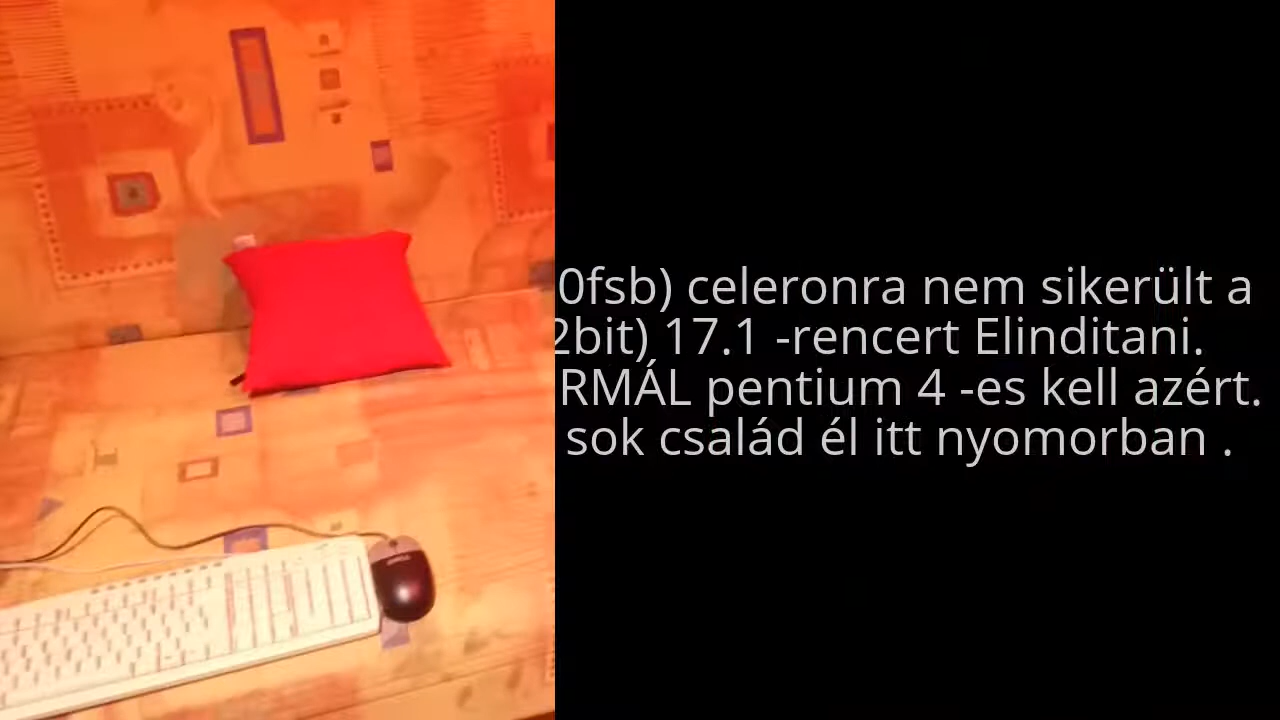 0fsb) celeronra nem sikerült a
2bit) 17.1 -rencert Elinditani.
RMÁL pentium 4 -es kell azért.
sok család él itt nyomorban .